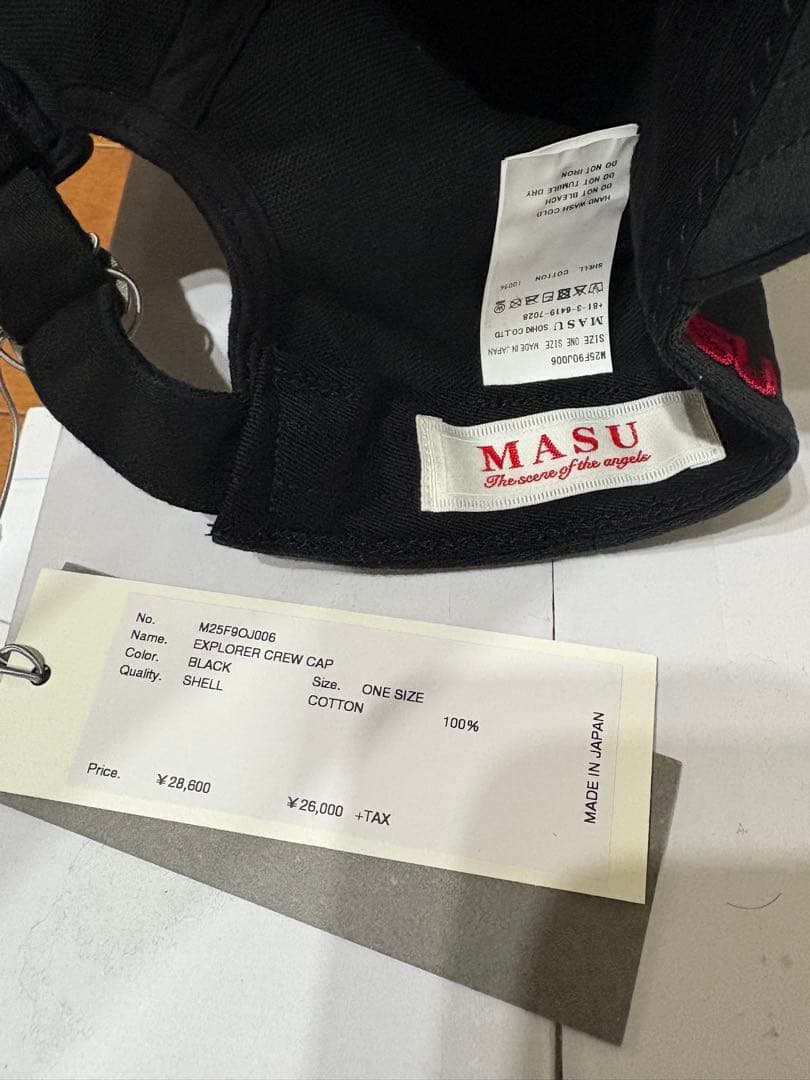 DO NOT IRON
DO NOT TUMBLE DRY
DO NOT BLEACH
HAND WASH COLD
SHELL COTTON 100%
+81-3-6419-7028
MASU SOHKI CO.LTD
SIZE ONE SIZE MADE IN JAPAN
M25F9OJ006
MASU
The scene of the angels
No. M25F9OJ006
Name. EXPLORER CREW CAP
Color. BLACK Size. ONE SIZE
Quality. SHELL COTTON 100%
Price. ¥28,600 ¥26,000 +TAX
MADE IN JAPAN